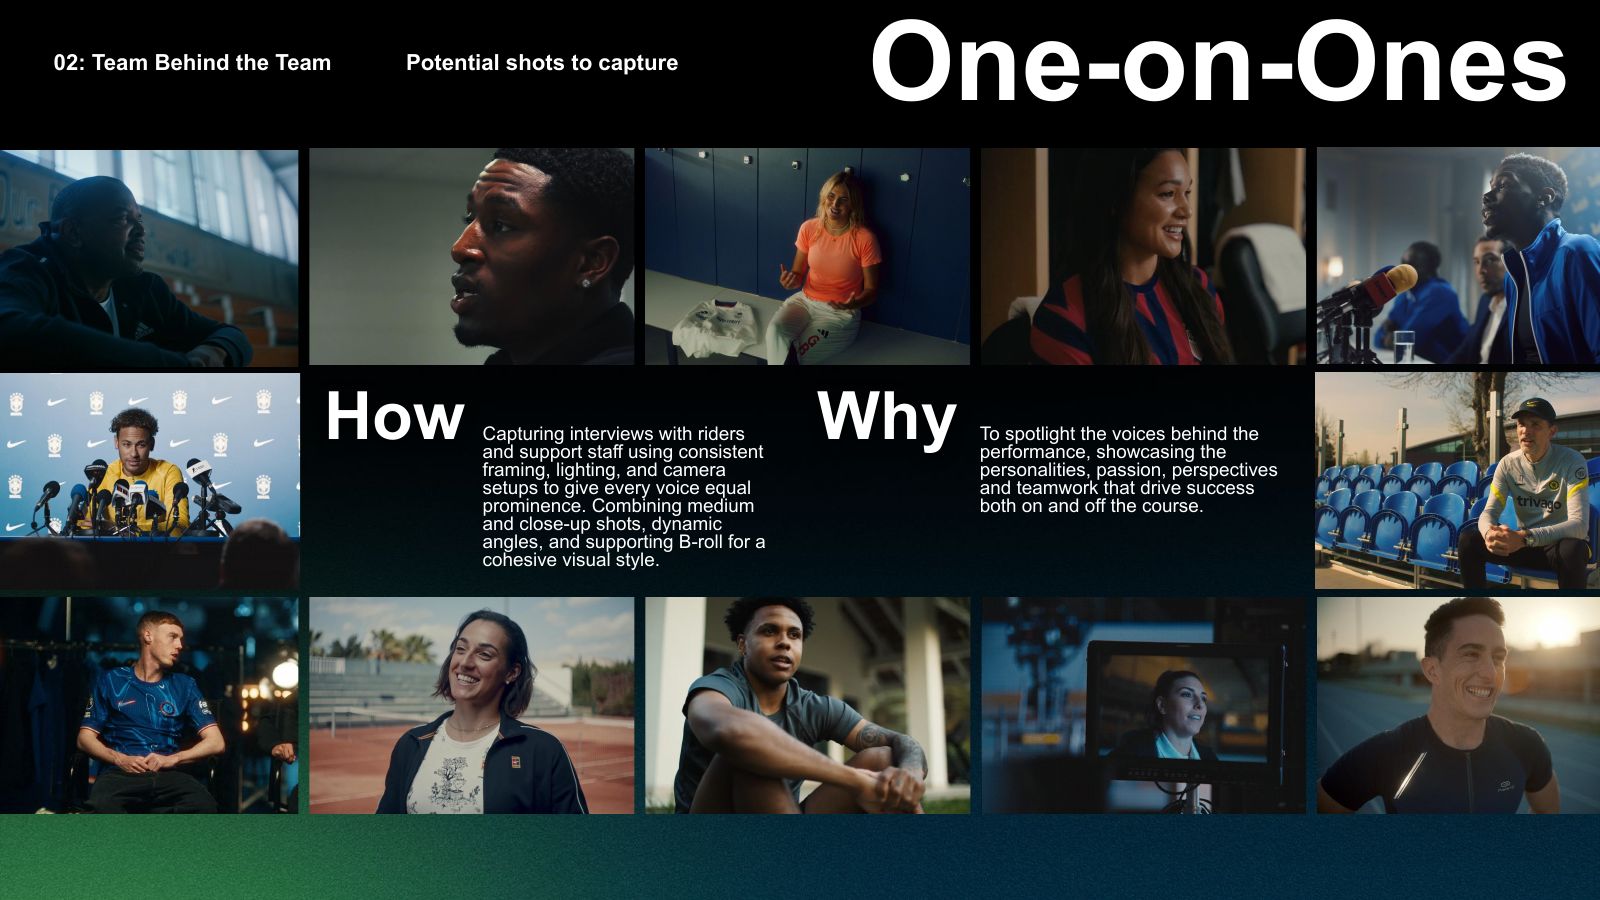 02: Team Behind the Team
Potential shots to capture
One-on-Ones
How
Capturing interviews with riders
and support staff using consistent
framing, lighting, and camera
setups to give every voice equal
prominence. Combining medium
and close-up shots, dynamic
angles, and supporting B-roll for a
cohesive visual style.
Why
To spotlight the voices behind the
performance, showcasing the
personalities, passion, perspectives
and teamwork that drive success
both on and off the course.
trivago